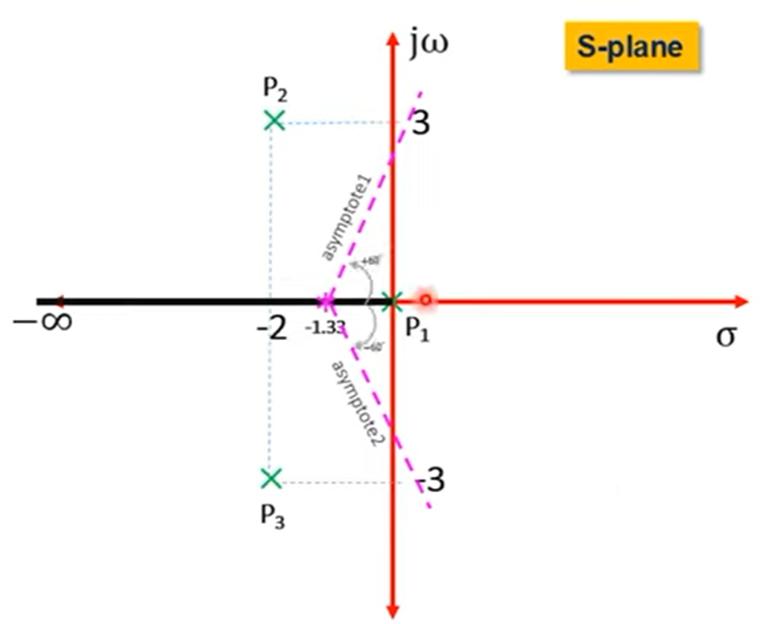 jω
S-plane
P₂
3
asymptote1
+60°
−∞
-2
-1.33
P₁
σ
-60°
asymptote2
-3
P₃